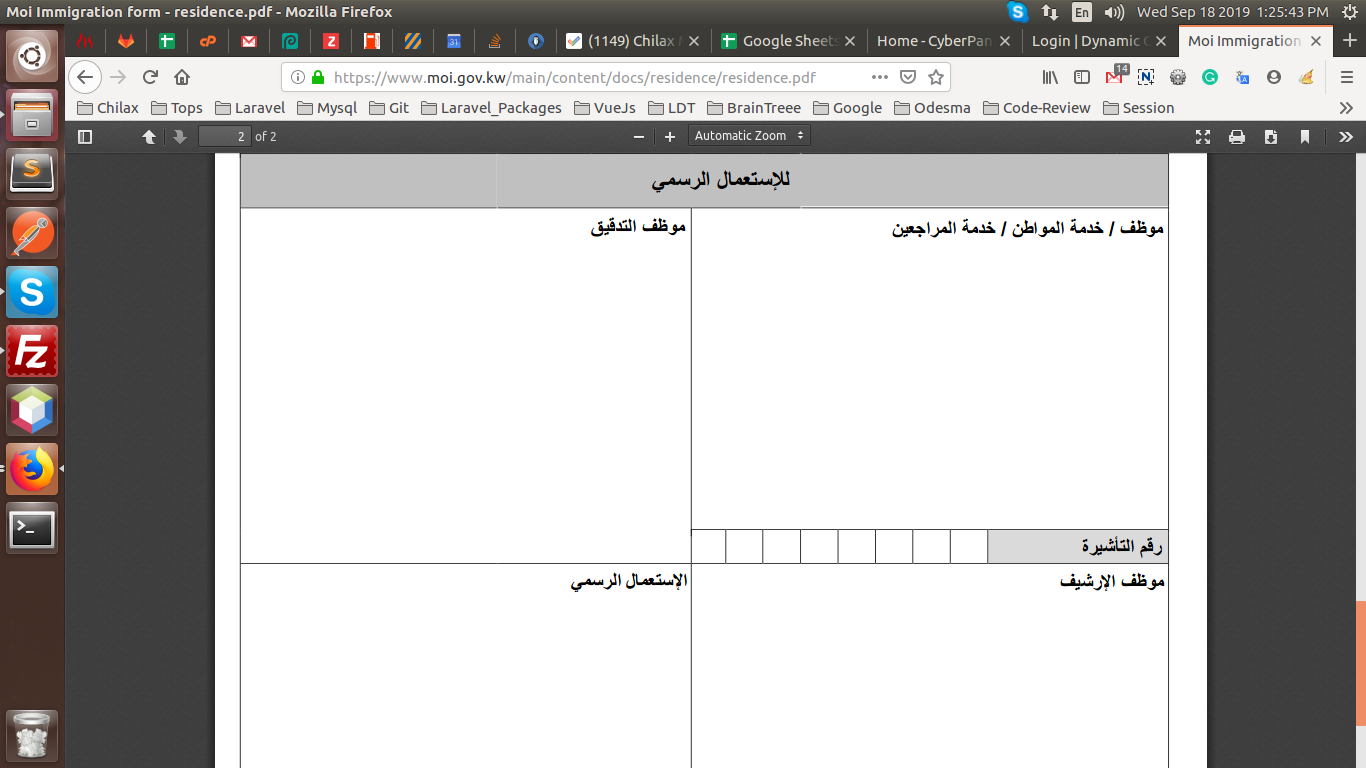 Moi Immigration form - residence.pdf - Mozilla Firefox
En
Wed Sep 18 2019 1:25:43 PM
(1149) Chilax
Google Sheets
Home - CyberPan
Login | Dynamic
Moi Immigration
https://www.moi.gov.kw/main/content/docs/residence/residence.pdf
14
Chilax Tops Laravel Mysql Git Laravel_Packages VueJs LDT BrainTreee Google Odesma Code-Review Session
2 of 2
Automatic Zoom
للإستعمال الرسمي
موظف / خدمة المواطن / خدمة المراجعين
موظف التدقيق
رقم التأشيرة
موظف الإرشيف
الإستعمال الرسمي